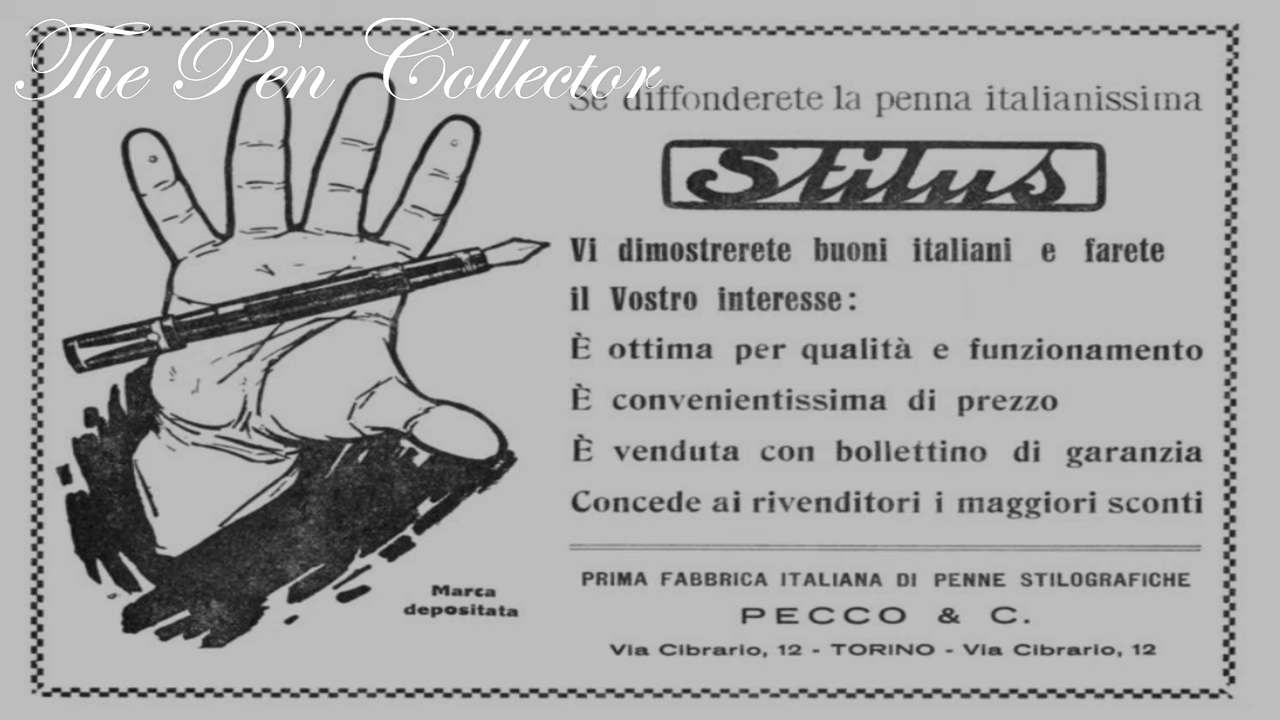 The Pen Collector
Se diffonderete la penna italianissima
Stilus
Vi dimostrerete buoni italiani e farete
il Vostro interesse:
È ottima per qualità e funzionamento
È convenientissima di prezzo
È venduta con bollettino di garanzia
Concede ai rivenditori i maggiori sconti
Marca
depositata
PRIMA FABBRICA ITALIANA DI PENNE STILOGRAFICHE
PECCO & C.
Via Cibrario, 12 - TORINO - Via Cibrario, 12